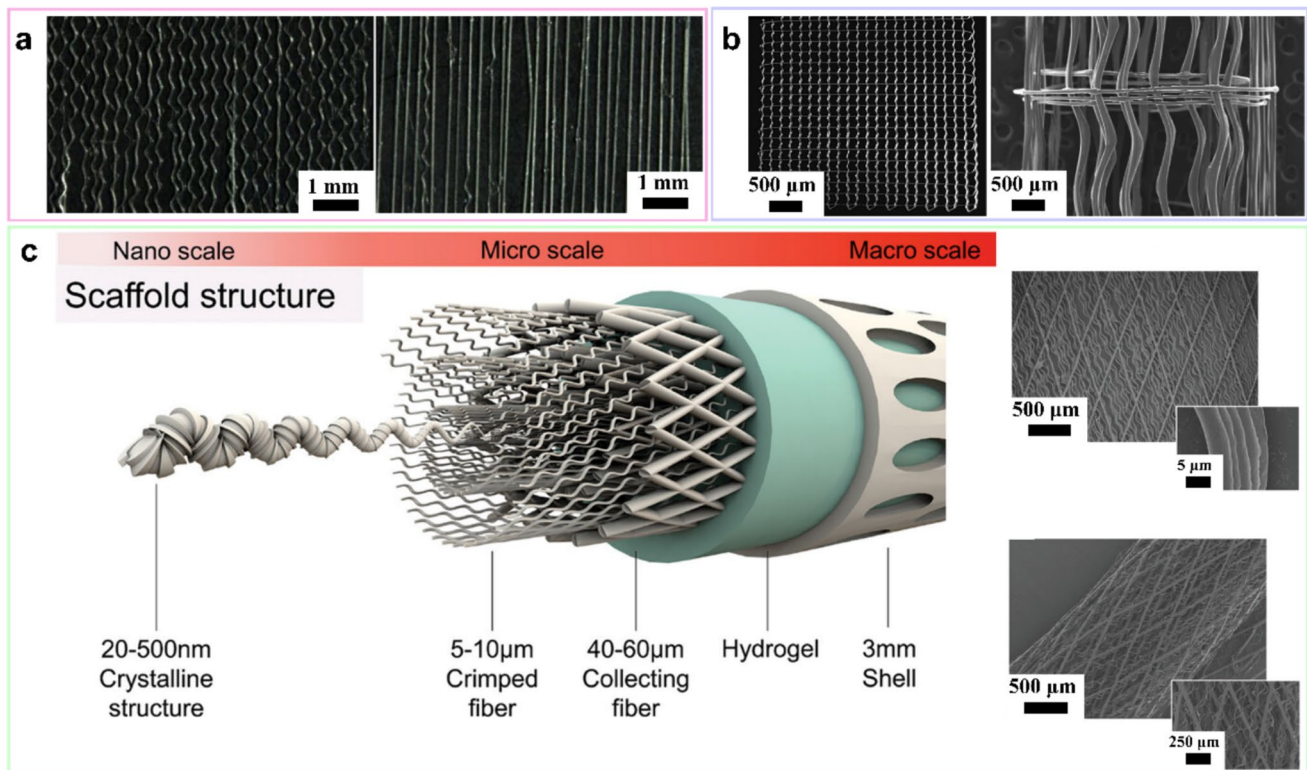 a
1 mm
1 mm
b
500 µm
500 µm
c
Nano scale
Micro scale
Macro scale
Scaffold structure
20-500nm
Crystalline
structure
5-10µm
Crimped
fiber
40-60µm
Collecting
fiber
Hydrogel
3mm
Shell
500 µm
5 µm
500 µm
250 µm